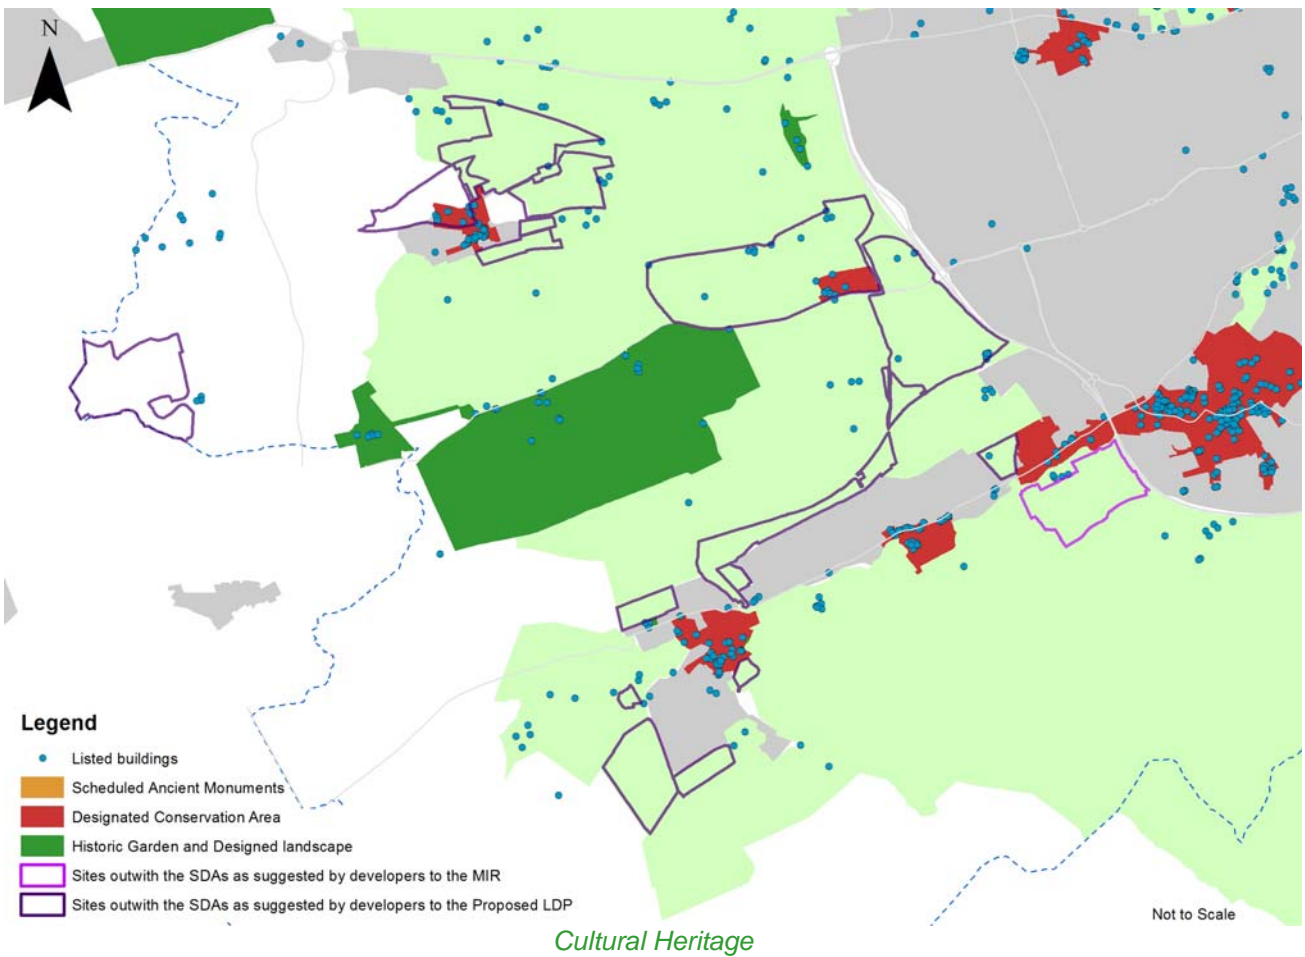 N
Legend
Listed buildings
Scheduled Ancient Monuments
Designated Conservation Area
Historic Garden and Designed landscape
Sites outwith the SDAs as suggested by developers to the MIR
Sites outwith the SDAs as suggested by developers to the Proposed LDP
Not to Scale
Cultural Heritage